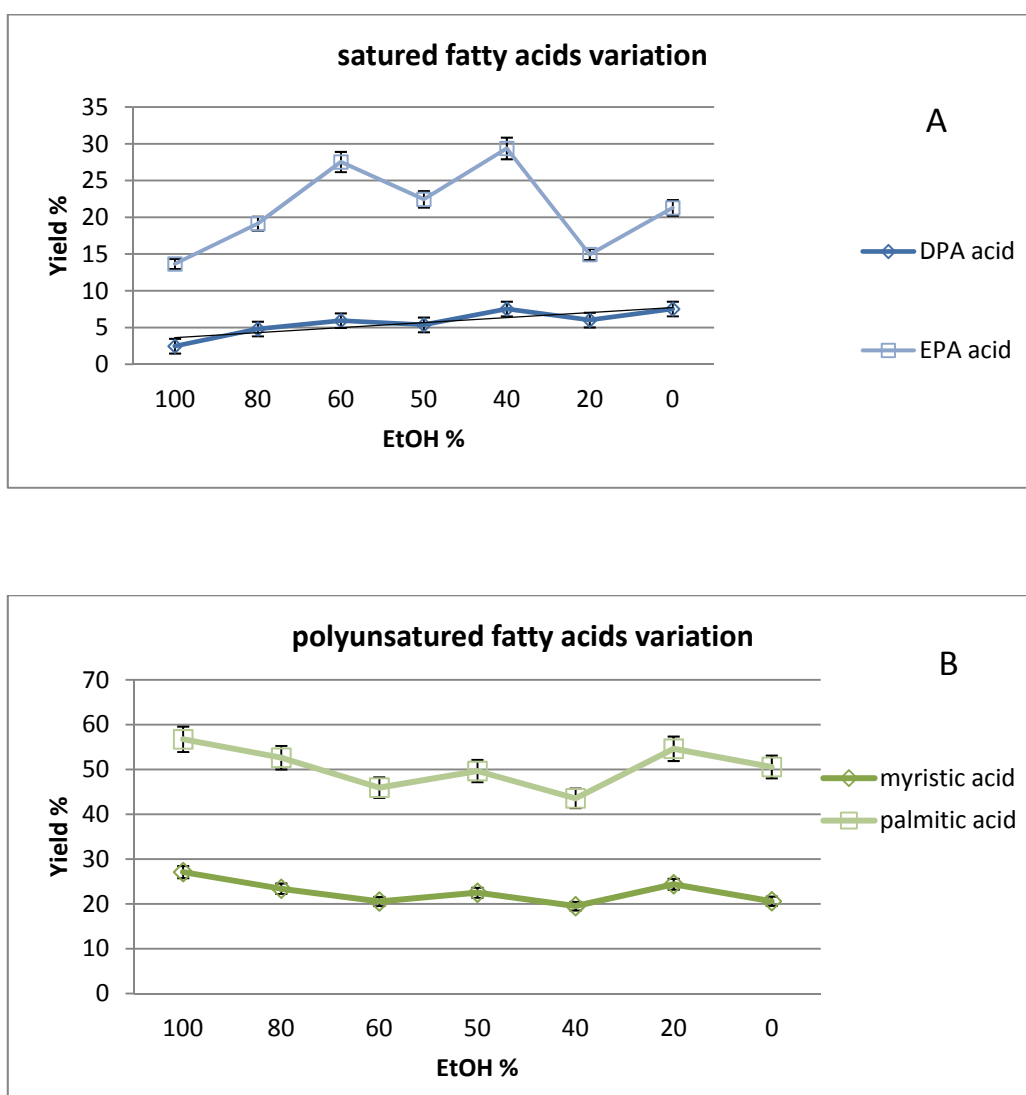 satured fatty acids variation
A
35
30
25
20
15
10
5
0
Yield %
100 80 60 50 40 20 0
EtOH %
DPA acid
EPA acid
polyunsatured fatty acids variation
B
70
60
50
40
30
20
10
0
Yield %
100 80 60 50 40 20 0
EtOH %
myristic acid
palmitic acid